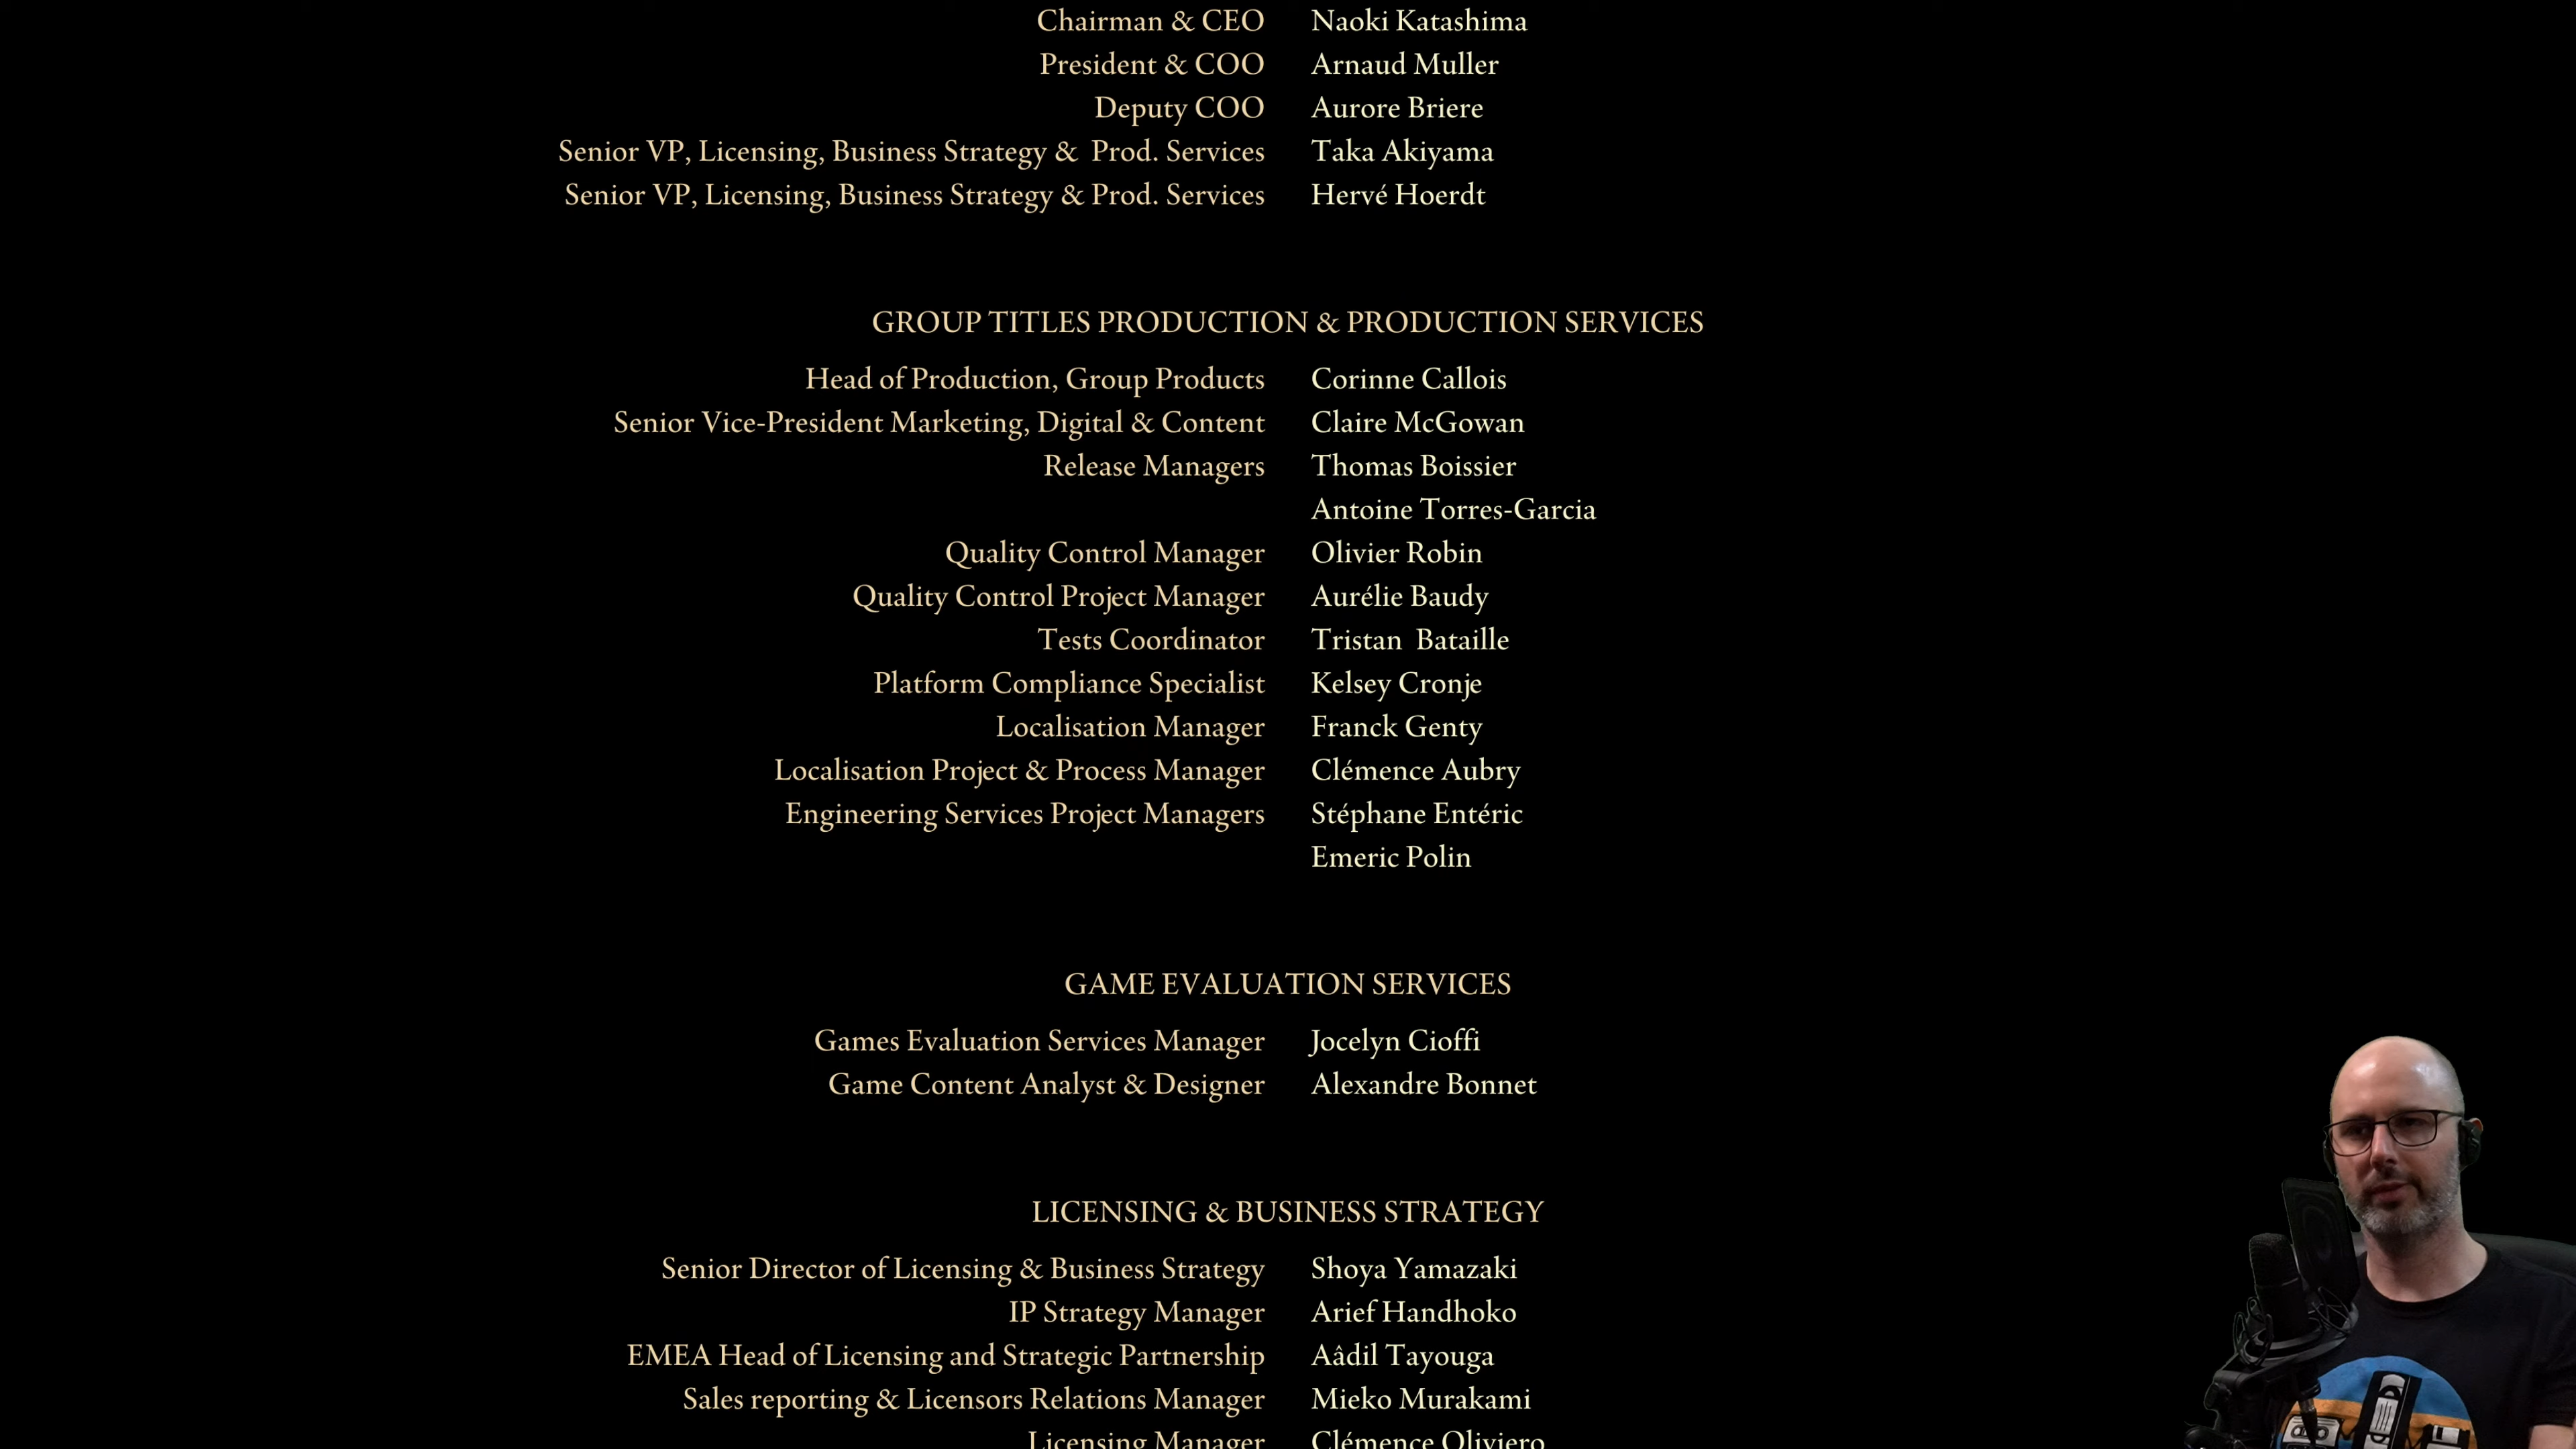 Chairman & CEO Naoki Katashima
President & COO Arnaud Muller
Deputy COO Aurore Briere
Senior VP, Licensing, Business Strategy &  Prod. Services Taka Akiyama
Senior VP, Licensing, Business Strategy & Prod. Services Hervé Hoerdt
GROUP TITLES PRODUCTION & PRODUCTION SERVICES
Head of Production, Group Products Corinne Callois
Senior Vice-President Marketing, Digital & Content Claire McGowan
Release Managers Thomas Boissier
Antoine Torres-Garcia
Quality Control Manager Olivier Robin
Quality Control Project Manager Aurélie Baudy
Tests Coordinator Tristan  Bataille
Platform Compliance Specialist Kelsey Cronje
Localisation Manager Franck Genty
Localisation Project & Process Manager Clémence Aubry
Engineering Services Project Managers Stéphane Entéric
Emeric Polin
GAME EVALUATION SERVICES
Games Evaluation Services Manager Jocelyn Cioffi
Game Content Analyst & Designer Alexandre Bonnet
LICENSING & BUSINESS STRATEGY
Senior Director of Licensing & Business Strategy Shoya Yamazaki
IP Strategy Manager Arief Handhoko
EMEA Head of Licensing and Strategic Partnership Aâdil Tayouga
Sales reporting & Licensors Relations Manager Mieko Murakami
Licensing Manager Clémence Oliviero